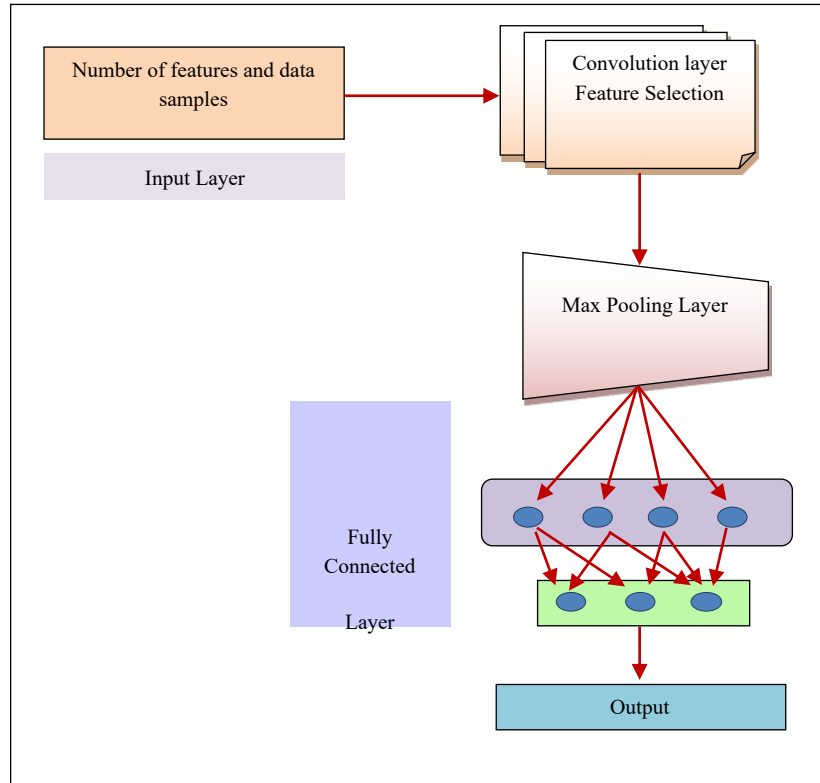 Number of features and data
samples
Convolution layer
Feature Selection
Input Layer
Max Pooling Layer
Fully
Connected
Layer
Output